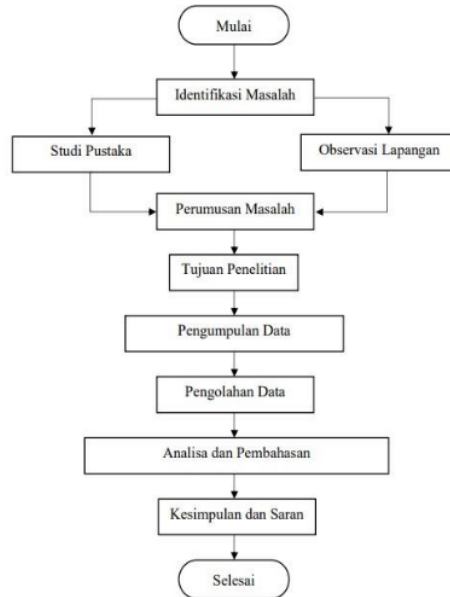 Mulai
Identifikasi Masalah
Studi Pustaka
Observasi Lapangan
Perumusan Masalah
Tujuan Penelitian
Pengumpulan Data
Pengolahan Data
Analisa dan Pembahasan
Kesimpulan dan Saran
Selesai